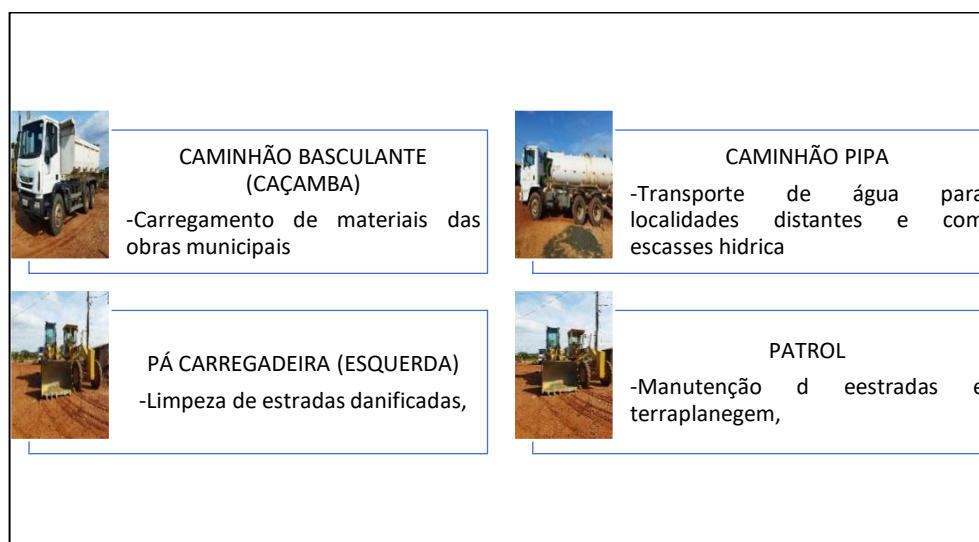 CAMINHÃO BASCULANTE
(CAÇAMBA)
-Carregamento de materiais das
obras municipais
CAMINHÃO PIPA
-Transporte de água para
localidades distantes e com
escasses hidrica
PÁ CARREGADEIRA (ESQUERDA)
-Limpeza de estradas danificadas,
PATROL
-Manutenção d eestradas e
terraplanegem,